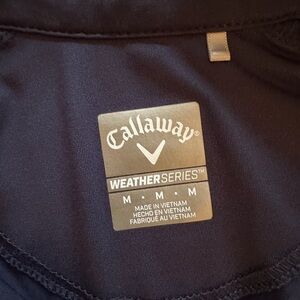 Callaway®
WEATHERSERIES™
M • M • M
MADE IN VIETNAM
HECHO EN VIETNAM
FABRIQUÉ AU VIETNAM